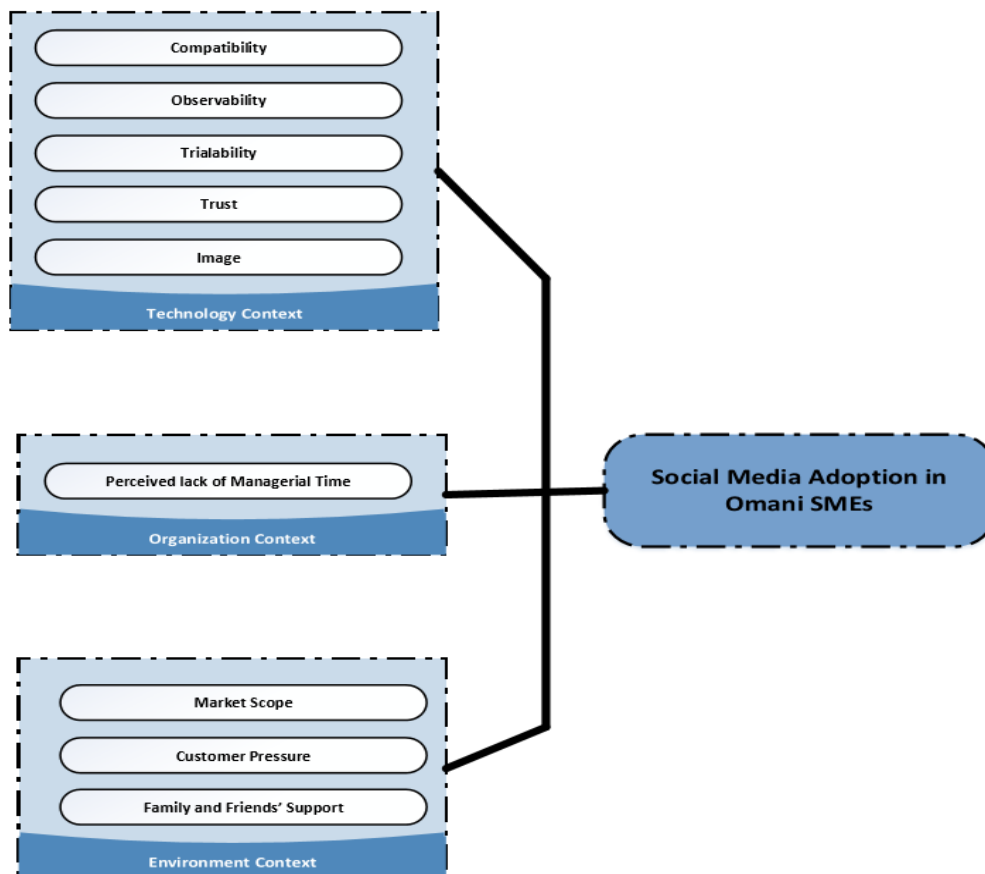 Compatibility
Observability
Trialability
Trust
Image
Technology Context
Perceived lack of Managerial Time
Organization Context
Social Media Adoption in
Omani SMEs
Market Scope
Customer Pressure
Family and Friends’ Support
Environment Context